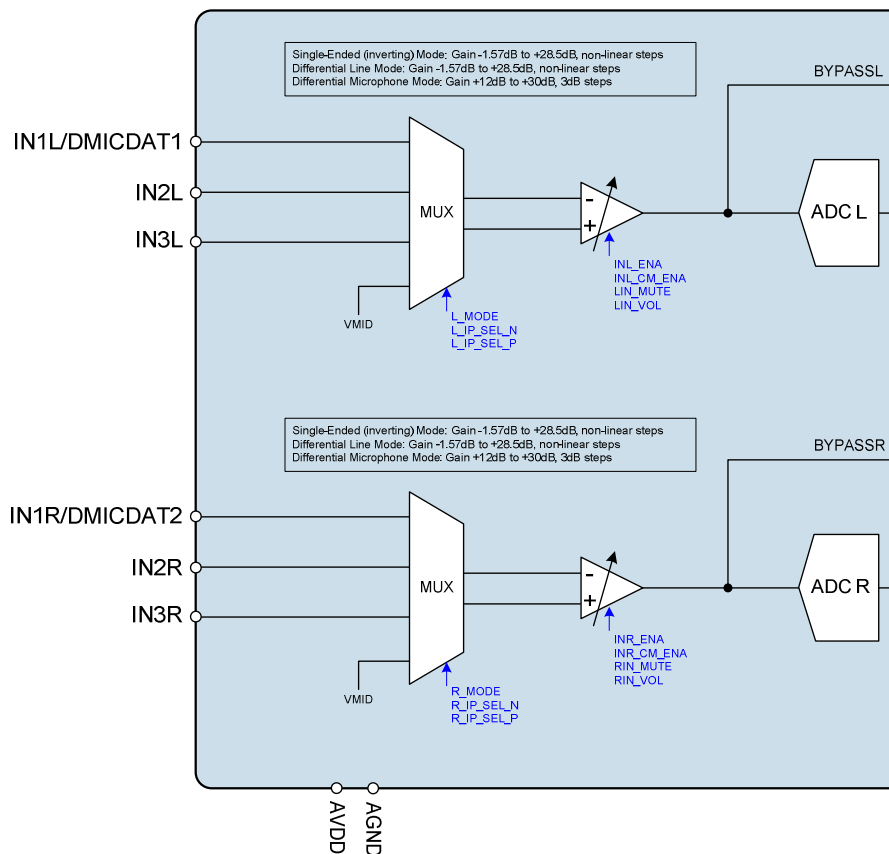 Single-Ended (inverting) Mode: Gain -1.57dB to +28.5dB, non-linear steps
Differential Line Mode: Gain -1.57dB to +28.5dB, non-linear steps
Differential Microphone Mode: Gain +12dB to +30dB, 3dB steps
BYPASSL
IN1L/DMICDAT1
IN2L
IN3L
MUX
-
+
ADC L
INL_ENA
INL_CM_ENA
LIN_MUTE
LIN_VOL
VMID
L_MODE
L_IP_SEL_N
L_IP_SEL_P
Single-Ended (inverting) Mode: Gain -1.57dB to +28.5dB, non-linear steps
Differential Line Mode: Gain -1.57dB to +28.5dB, non-linear steps
Differential Microphone Mode: Gain +12dB to +30dB, 3dB steps
BYPASSR
IN1R/DMICDAT2
IN2R
IN3R
MUX
-
+
ADC R
INR_ENA
INR_CM_ENA
RIN_MUTE
RIN_VOL
VMID
R_MODE
R_IP_SEL_N
R_IP_SEL_P
AVDD
AGND